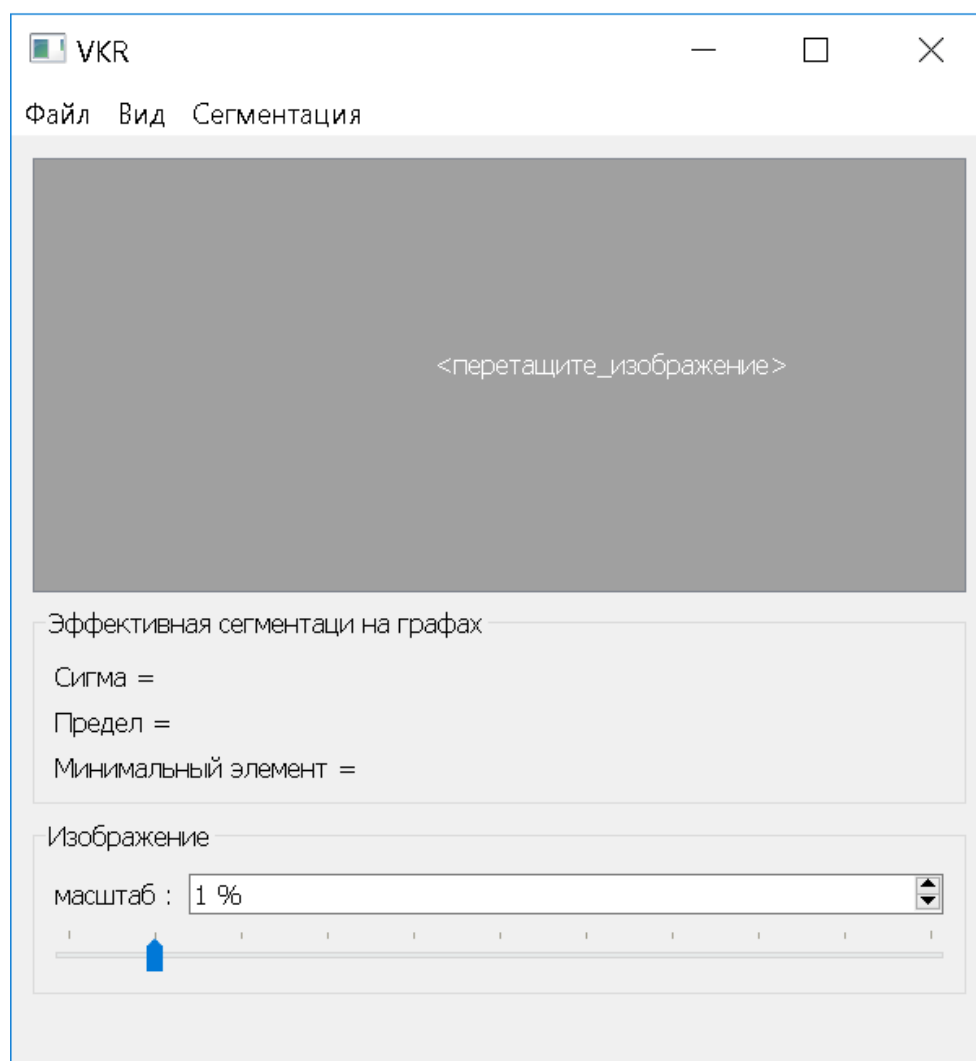 VKR
Файл Вид Сегментация
<перетащите_изображение>
Эффективная сегментаци на графах
Сигма =
Предел =
Минимальный элемент =
Изображение
масштаб : 1 %